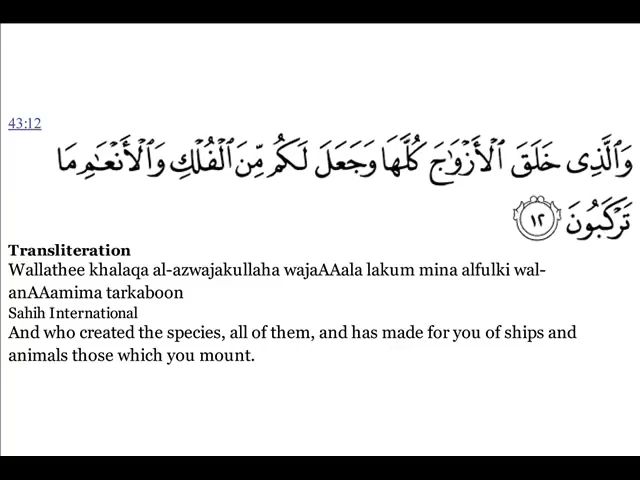 43:12
وَٱلَّذِى خَلَقَ ٱلْأَزْوَٰجَ كُلَّهَا وَجَعَلَ لَكُم مِّنَ ٱلْفُلْكِ وَٱلْأَنْعَـٰمِ مَا
تَرْكَبُونَ ١٢
Transliteration
Wallathee khalaqa al-azwajakullaha wajaAAala lakum mina alfulki wal-
anAAamima tarkaboon
Sahih International
And who created the species, all of them, and has made for you of ships and
animals those which you mount.